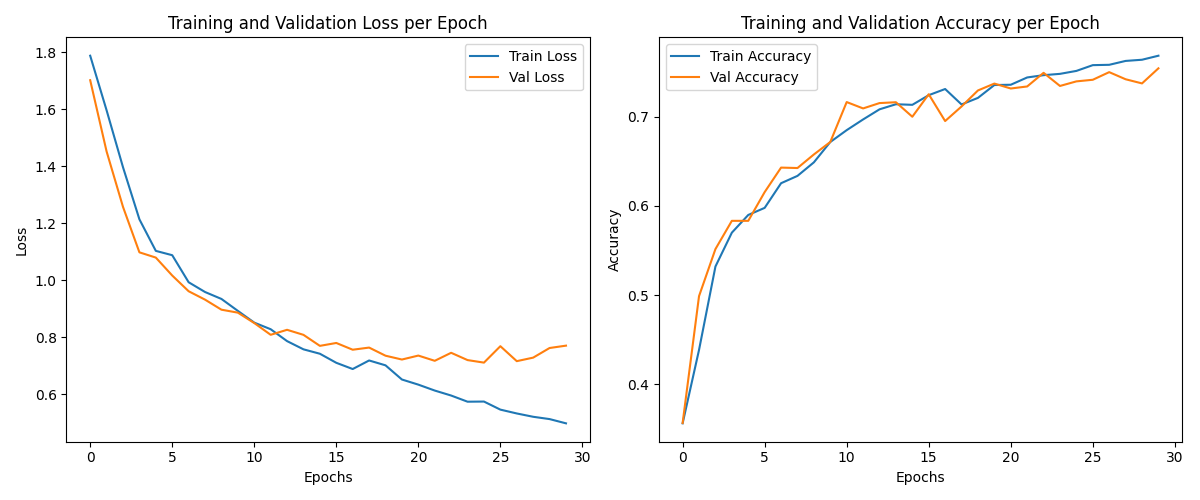 Training and Validation Loss per Epoch
Train Loss
Val Loss
1.8
1.6
1.4
1.2
1.0
0.8
0.6
Loss
0 5 10 15 20 25 30
Epochs
Training and Validation Accuracy per Epoch
Train Accuracy
Val Accuracy
0.7
0.6
0.5
0.4
Accuracy
0 5 10 15 20 25 30
Epochs